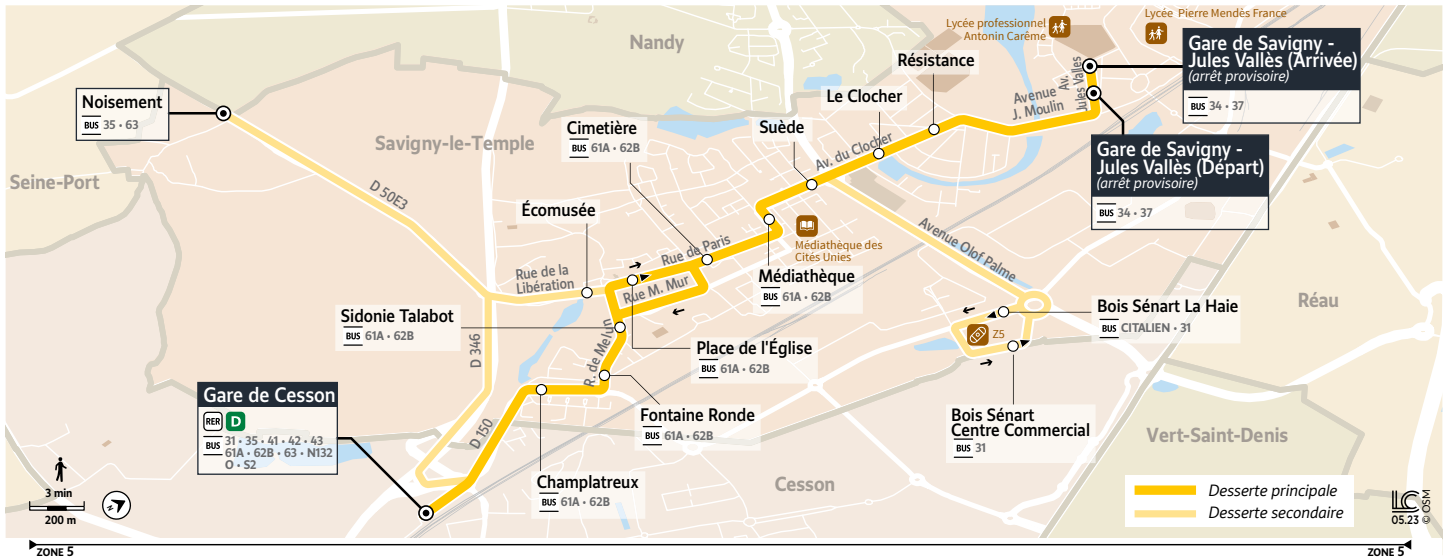 Nandy
Lycée professionnel
Antonin Carême
Lycée Pierre Mendès France
Gare de Savigny -
Jules Vallès (Arrivée)
(arrêt provisoire)
BUS 34 • 37
Résistance
Av.
Jules Valles
Avenue
J. Moulin
Le Clocher
Noisement
BUS 35 • 63
Cimetière
BUS 61A • 62B
Suède
Av. du Clocher
Gare de Savigny -
Jules Vallès (Départ)
(arrêt provisoire)
BUS 34 • 37
Savigny-le-Temple
Seine-Port
D 50E3
Écomusée
Rue de Paris
Médiathèque des
Cités Unies
Avenue Olof Palme
Rue de la
Libération
Rue M. Mur
Médiathèque
BUS 61A • 62B
Réau
Sidonie Talabot
BUS 61A • 62B
Bois Sénart La Haie
BUS CITALIEN • 31
Z5
D 346
R. de Melun
Place de l'Église
BUS 61A • 62B
Gare de Cesson
RER D
BUS 31 • 35 • 41 • 42 • 43
61A • 62B • 63 • N132
O • S2
Fontaine Ronde
BUS 61A • 62B
Bois Sénart
Centre Commercial
BUS 31
D 150
Vert-Saint-Denis
Champlatreux
BUS 61A • 62B
Cesson
3 min
200 m
Desserte principale
Desserte secondaire
LC
05.23 © OSM
ZONE 5
ZONE 5